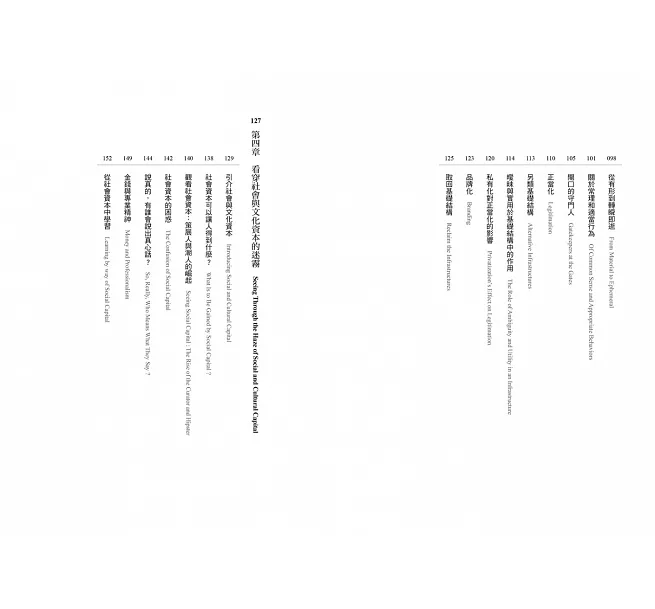 098 從有形到轉瞬即逝 From Material to Ephemeral
101 關於常理和適當行為 Of Common Sense and Appropriate Behaviors
105 閘口的守門人 Gatekeepers at the Gates
110 正當化 Legitimation
113 另類基礎結構 Alternative Infrastructures
114 曖昧與實用於基礎結構中的作用 The Role of Ambiguity and Utility in an Infrastructure
120 私有化對正當化的影響 Privatization's Effect on Legitimation
123 品牌化 Branding
125 取回基礎結構 Reclaim the Infrastructures
127 第四章 看穿社會與文化資本的迷霧 Seeing Through the Haze of Social and Cultural Capital
129 引介社會與文化資本 Introducing Social and Cultural Capital
138 社會資本可以讓人得到什麼？ What Is to Be Gained by Social Capital ?
140 觀看社會資本：策展人與潮人的崛起 Seeing Social Capital : The Rise of the Curator and Hipster
142 社會資本的困惑 The Confusion of Social Capital
144 說真的，有誰會說出真心話？ So, Really, Who Means What They Say ?
149 金錢與專業精神 Money and Professionalism
152 從社會資本中學習 Learning by way of Social Capital